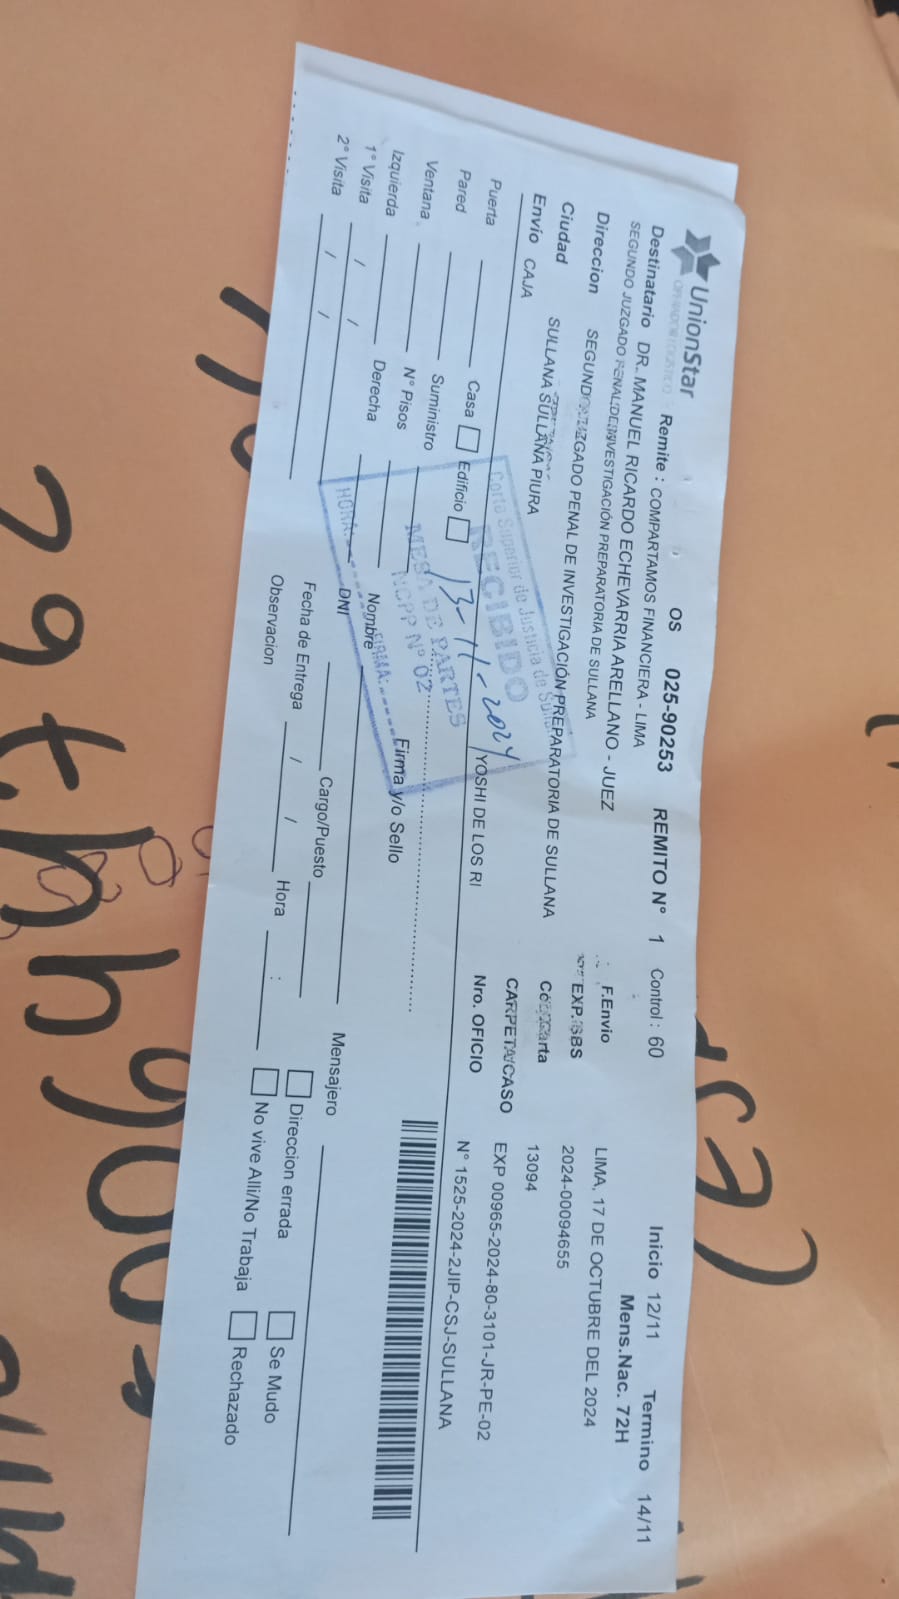 UnionStar
OPERADOR LOGISTICO
OS 025-90253 REMITO N° 1 Control : 60 Inicio 12/11 Termino 14/11
Remite : COMPARTAMOS FINANCIERA - LIMA
Mens.Nac. 72H
Destinatario DR. MANUEL RICARDO ECHEVARRIA ARELLANO - JUEZ
F.Envio LIMA, 17 DE OCTUBRE DEL 2024
SEGUNDO JUZGADO PENAL DE INVESTIGACIÓN PREPARATORIA DE SULLANA
EXP. SBS 2024-00094655
Direccion SEGUNDO JUZGADO PENAL DE INVESTIGACIÓN PREPARATORIA DE SULLANA
13094
Ciudad SULLANA SULLANA PIURA
CARPETA/CASO EXP 00965-2024-80-3101-JR-PE-02
Envío CAJA
YOSHI DE LOS RI
Nro. OFICIO N° 1525-2024-2JIP-CSJ-SULLANA
Puerta Casa Edificio
Pared Suministro
Ventana N° Pisos
Izquierda Derecha
1° Visita / /
2° Visita / /
Corte Superior de Justicia de
RECIBIDO
13-11-2024
MESA DE PARTES
NCPP N° 02
FIRMA:
HORA:
Firma y/o Sello
Nombre
DNI Cargo/Puesto Mensajero
Fecha de Entrega / / Hora :
Observacion
Direccion errada Se Mudo
No vive Alli/No Trabaja Rechazado